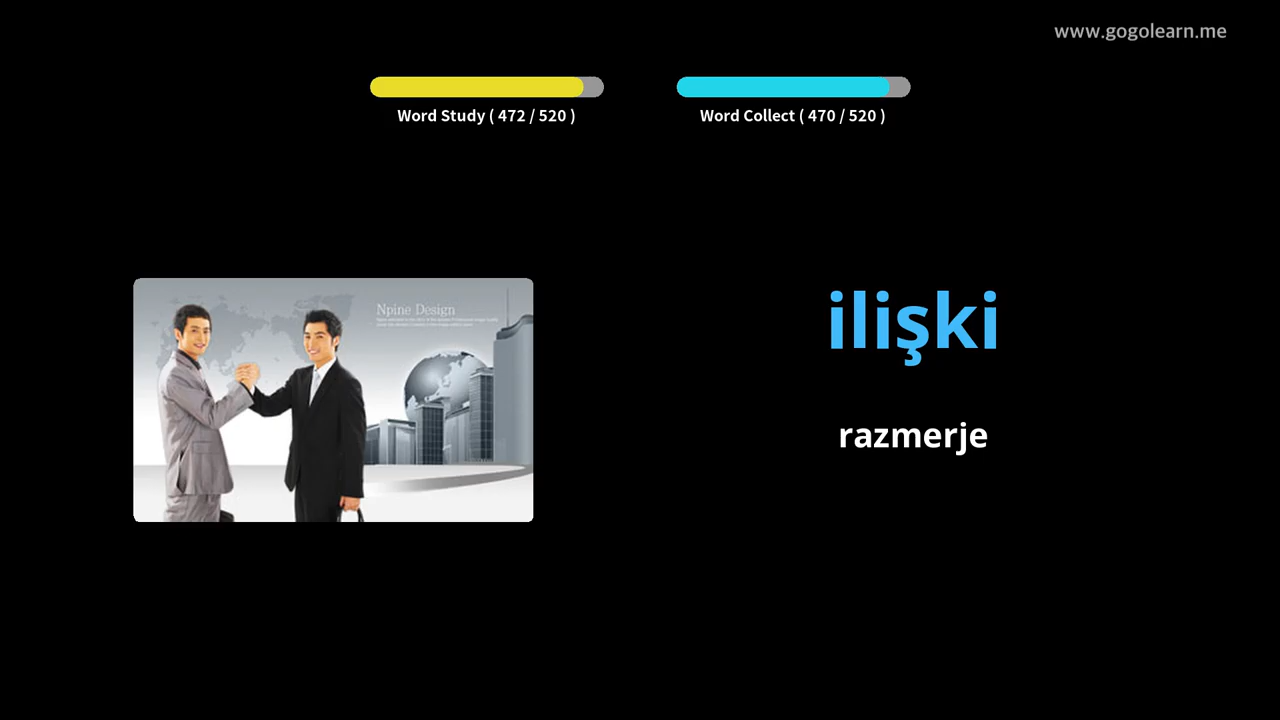 www.gogolearn.me
Word Study ( 472 / 520 )
Word Collect ( 470 / 520 )
Npine Design
ilişki
razmerje